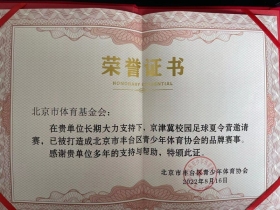 荣誉证书
北京市体育基金会：
在贵单位长期大力支持下，京津冀校园足球夏令营邀请
赛，已被打造成北京市丰台区青少年体育协会的品牌赛事。
感谢贵单位多年的支持与帮助，特颁此证。
北京市丰台区青少年体育协会
2022年8月16日